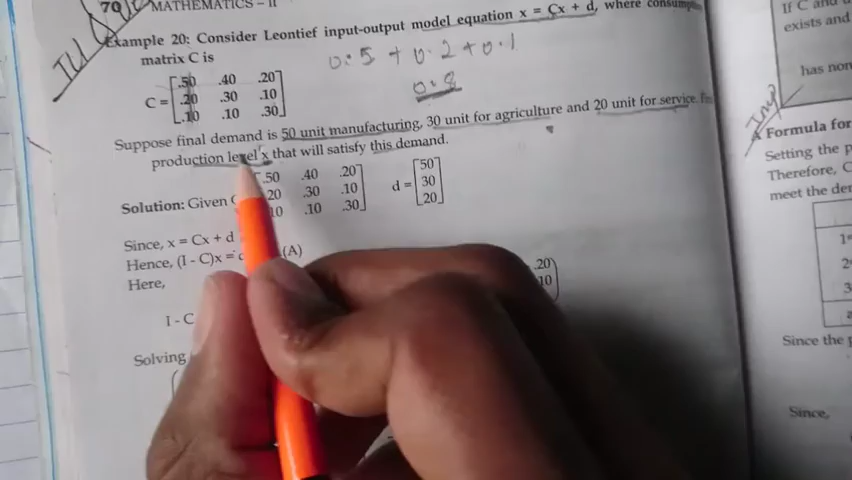 70 MATHEMATICS - II
Example 20: Consider Leontief input-output model equation x = Cx + d, where
matrix C is
0.5 + 0.2 + 0.1
0.8
C = [.50 .40 .20
.20 .30 .10
.10 .10 .30]
Suppose final demand is 50 unit manufacturing, 30 unit for agriculture and 20 unit for service.
production level x that will satisfy this demand.
Solution: Given .50 .40 .20
.20 .30 .10
.10 .10 .30]
d = [50
30
20]
Since, x = Cx + d
Hence, (I - C)x = (A)
Here,
.20
.10
I - C
Solving
If C and
exists and
has non
Imp
A Formula for
Setting the p
Therefore, C
meet the de
Since the p
Since,